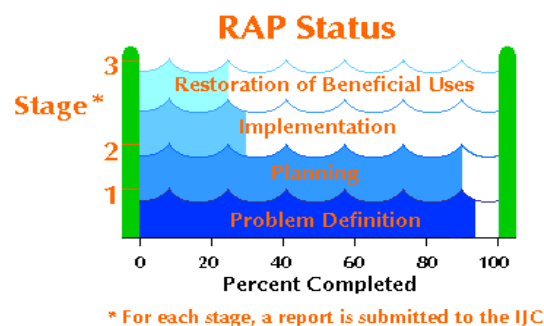 RAP Status
3
Restoration of Beneficial Uses
Stage*
Implementation
2
Planning
1
Problem Definition
0 20 40 60 80 100
Percent Completed
* For each stage, a report is submitted to the IJC